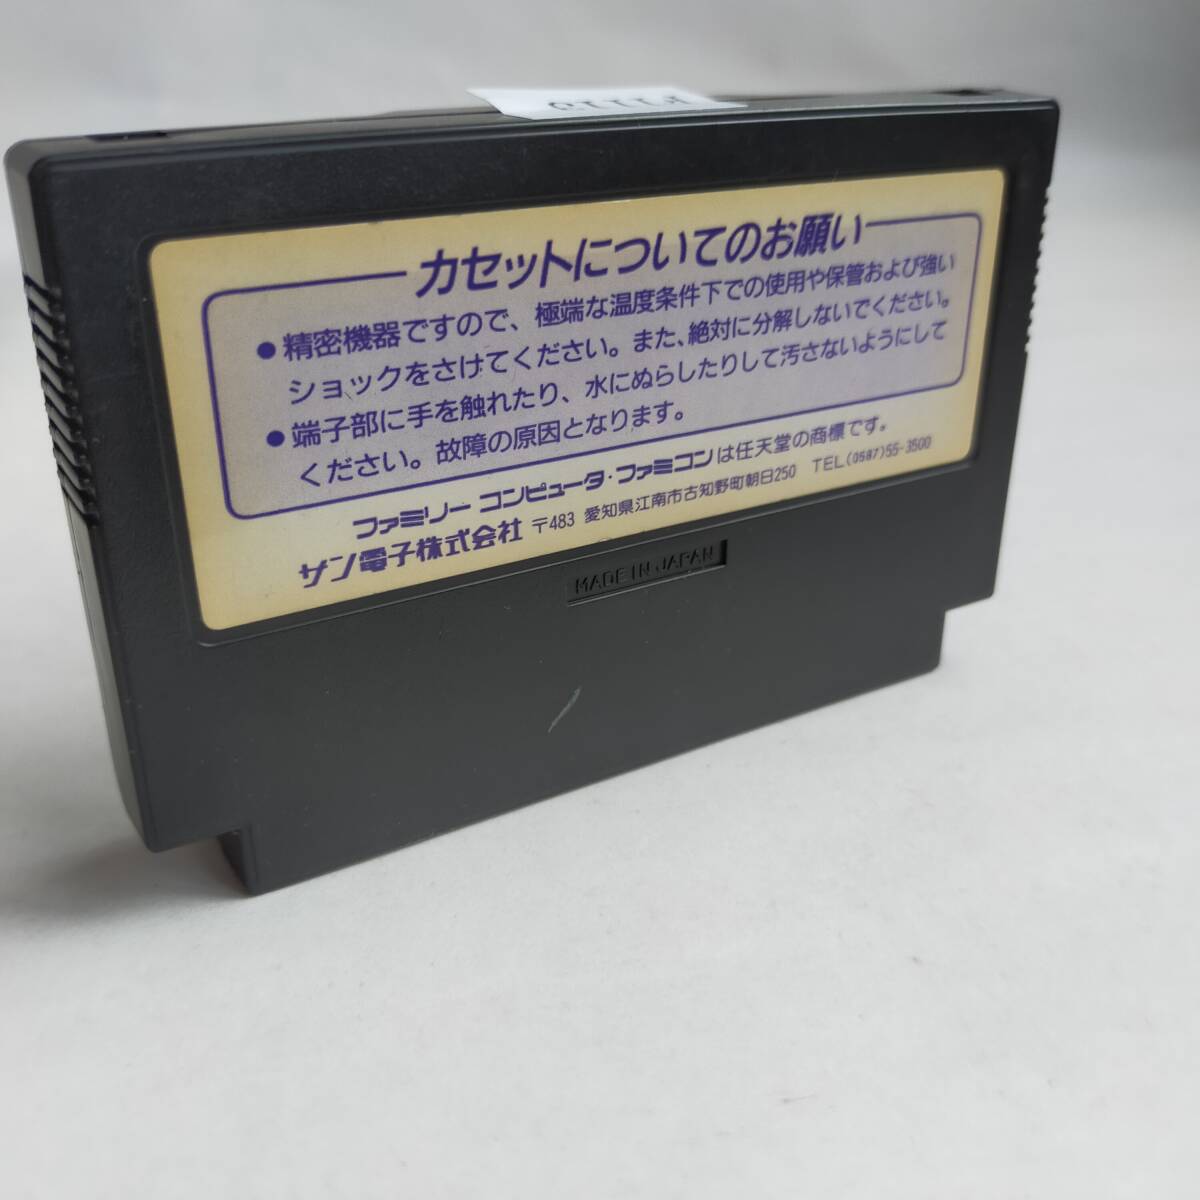 カセットについてのお願い
●精密機器ですので、極端な温度条件下での使用や保管および強い
ショックをさけてください。また、絶対に分解しないでください。
●端子部に手を触れたり、水にぬらしたりして汚さないようにして
ください。故障の原因となります。
ファミリーコンピュータ・ファミコンは任天堂の商標です。
サン電子株式会社 〒483 愛知県江南市古知野町朝日250 TEL(0587)55-3500
MADE IN JAPAN